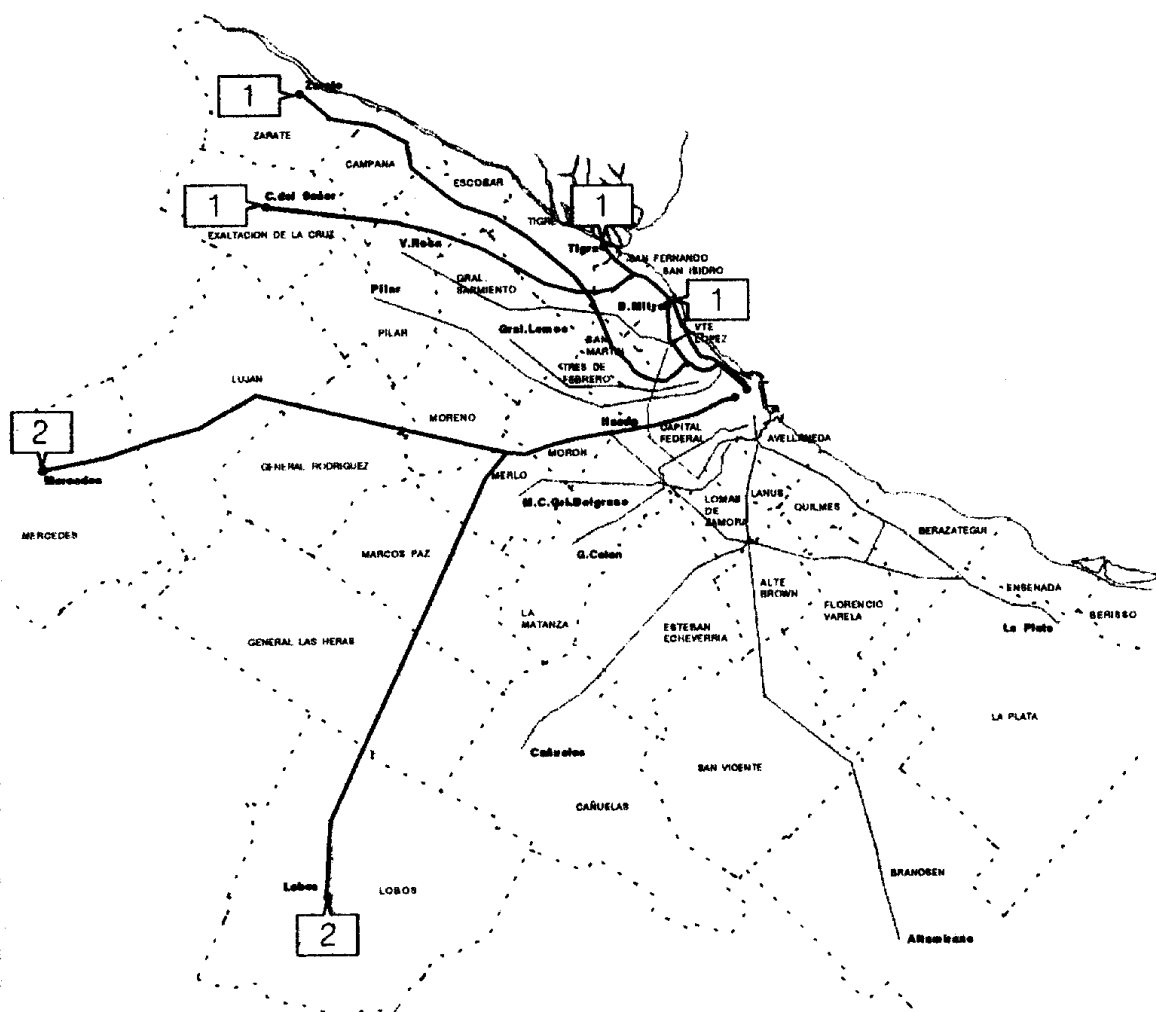 Zarate
1
ZARATE
CAMPANA
ESCOBAR
C.del Señor
1
1
TIGRE
EXALTACION DE LA CRUZ
V.Rosa
Tigre
SAN FERNANDO
SAN ISIDRO
GRAL.
SARMIENTO
Pilar
B.Mitre
1
PILAR
Gral.Lemos
VTE
LOPEZ
SAN
MARTIN
TRES DE
FEBRERO
LUJAN
MORENO
Haedo
CAPITAL
FEDERAL
AVELLANEDA
2
MORON
GENERAL RODRIGUEZ
MERLO
Mercedes
M.C.Gral.Belgrano
LOMAS
DE
ZAMORA
LANUS
QUILMES
MERCEDES
BERAZATEGUI
MARCOS PAZ
G.Catan
ALTE
BROWN
ENSENADA
LA
MATANZA
FLORENCIO
VARELA
BERISSO
ESTEBAN
ECHEVERRIA
La Plata
GENERAL LAS HERAS
LA PLATA
Cañuelas
SAN VICENTE
CAÑUELAS
BRANDSEN
Lobos
LOBOS
2
Altamirano